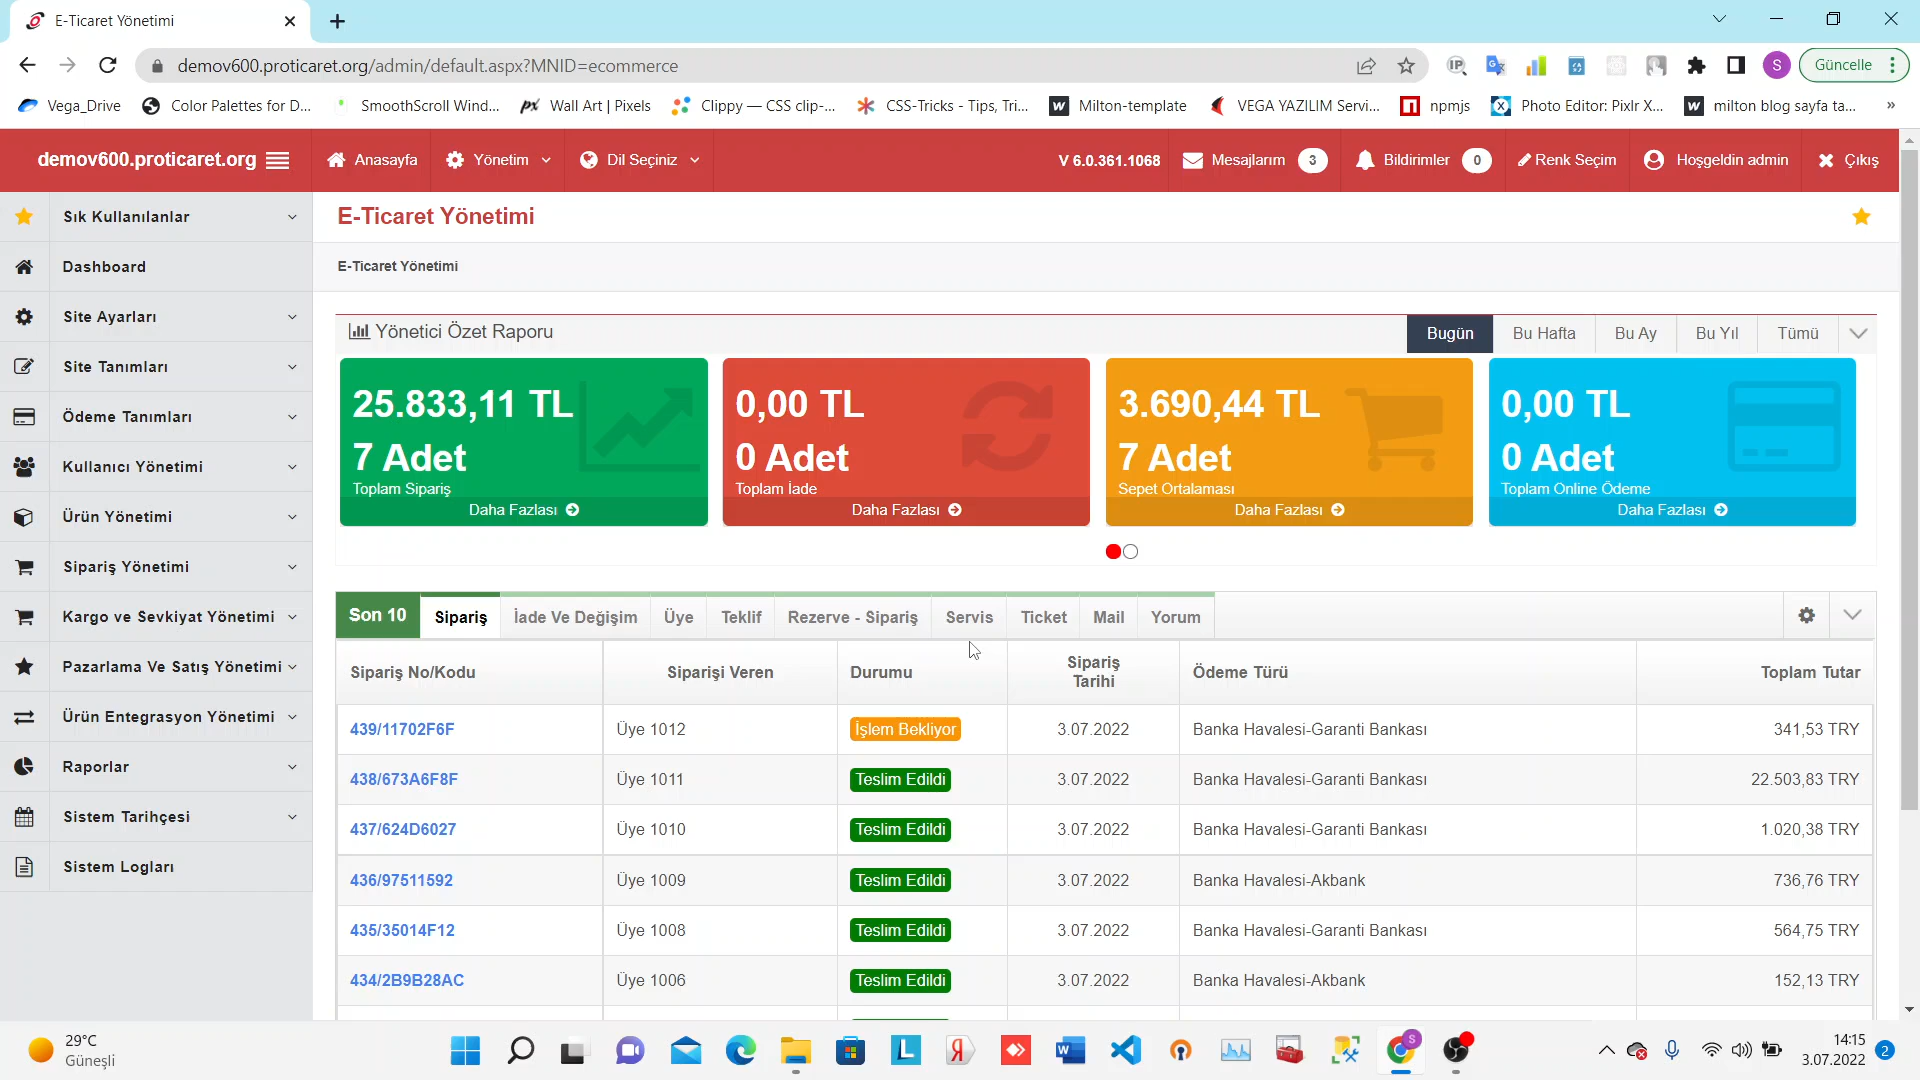 E-Ticaret Yönetimi
demov600.proticaret.org/admin/default.aspx?MNID=ecommerce
S
Güncelle
Vega_Drive
Color Palettes for D...
SmoothScroll Wind...
Wall Art | Pixels
Clippy — CSS clip-...
CSS-Tricks - Tips, Tri...
Milton-template
VEGA YAZILIM Servi...
npmjs
Photo Editor: Pixlr X...
milton blog sayfa ta...
demov600.proticaret.org
Anasayfa
Yönetim
Dil Seçiniz
V 6.0.361.1068
Mesajlarım 3
Bildirimler 0
Renk Seçim
Hoşgeldin admin
Çıkış
Sık Kullanılanlar
Dashboard
Site Ayarları
Site Tanımları
Ödeme Tanımları
Kullanıcı Yönetimi
Ürün Yönetimi
Sipariş Yönetimi
Kargo ve Sevkiyat Yönetimi
Pazarlama Ve Satış Yönetimi
Ürün Entegrasyon Yönetimi
Raporlar
Sistem Tarihçesi
Sistem Logları
E-Ticaret Yönetimi
E-Ticaret Yönetimi
Yönetici Özet Raporu
Bugün
Bu Hafta
Bu Ay
Bu Yıl
Tümü
25.833,11 TL
7 Adet
Toplam Sipariş
Daha Fazlası
0,00 TL
0 Adet
Toplam İade
Daha Fazlası
3.690,44 TL
7 Adet
Sepet Ortalaması
Daha Fazlası
0,00 TL
0 Adet
Toplam Online Ödeme
Daha Fazlası
Son 10
Sipariş
İade Ve Değişim
Üye
Teklif
Rezerve - Sipariş
Servis
Ticket
Mail
Yorum
Sipariş No/Kodu
Siparişi Veren
Durumu
Sipariş
Tarihi
Ödeme Türü
Toplam Tutar
439/11702F6F Üye 1012 İşlem Bekliyor 3.07.2022 Banka Havalesi-Garanti Bankası 341,53 TRY
438/673A6F8F Üye 1011 Teslim Edildi 3.07.2022 Banka Havalesi-Garanti Bankası 22.503,83 TRY
437/624D6027 Üye 1010 Teslim Edildi 3.07.2022 Banka Havalesi-Garanti Bankası 1.020,38 TRY
436/97511592 Üye 1009 Teslim Edildi 3.07.2022 Banka Havalesi-Akbank 736,76 TRY
435/35014F12 Üye 1008 Teslim Edildi 3.07.2022 Banka Havalesi-Garanti Bankası 564,75 TRY
434/2B9B28AC Üye 1006 Teslim Edildi 3.07.2022 Banka Havalesi-Akbank 152,13 TRY
29°C
Güneşli
14:15
3.07.2022
2